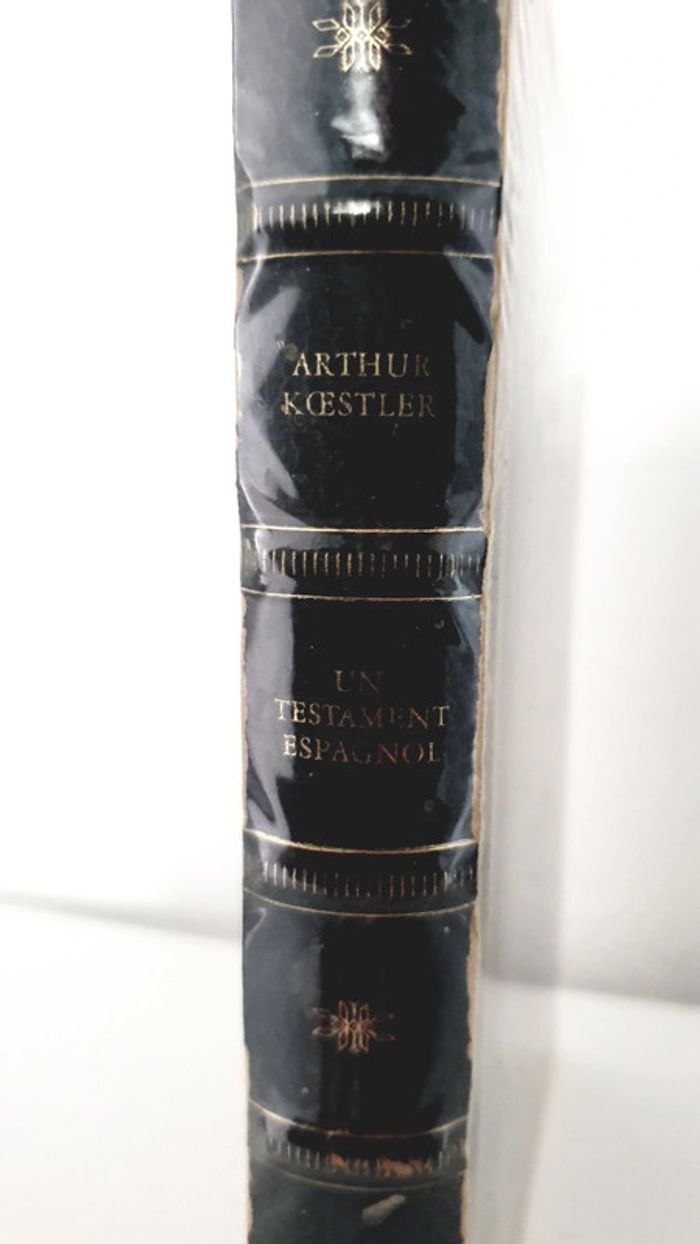 ARTHUR
KŒSTLER
UN
TESTAMENT
ESPAGNOL